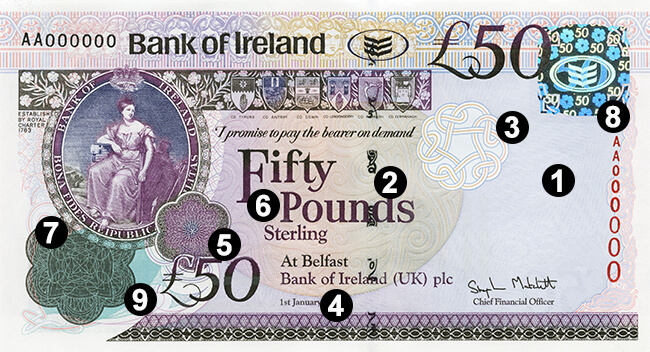 AA000000 Bank of Ireland £50
50 50 50
ESTABLISHED
BY ROYAL
CHARTER
1783
BANK OF IRELAND
BONA FIDES REIPUBLIC
ITAS
CO TYRONE CO ANTRIM CO DOWN CO LONDONDERRY CO ARMAGH CO FERMANAGH
I promise to pay the bearer on demand
Fifty
Pounds
Sterling
At Belfast
Bank of Ireland (UK) plc
1st January
£50
Chief Financial Officer
AA000000
1
2
3
4
5
6
7
8
9